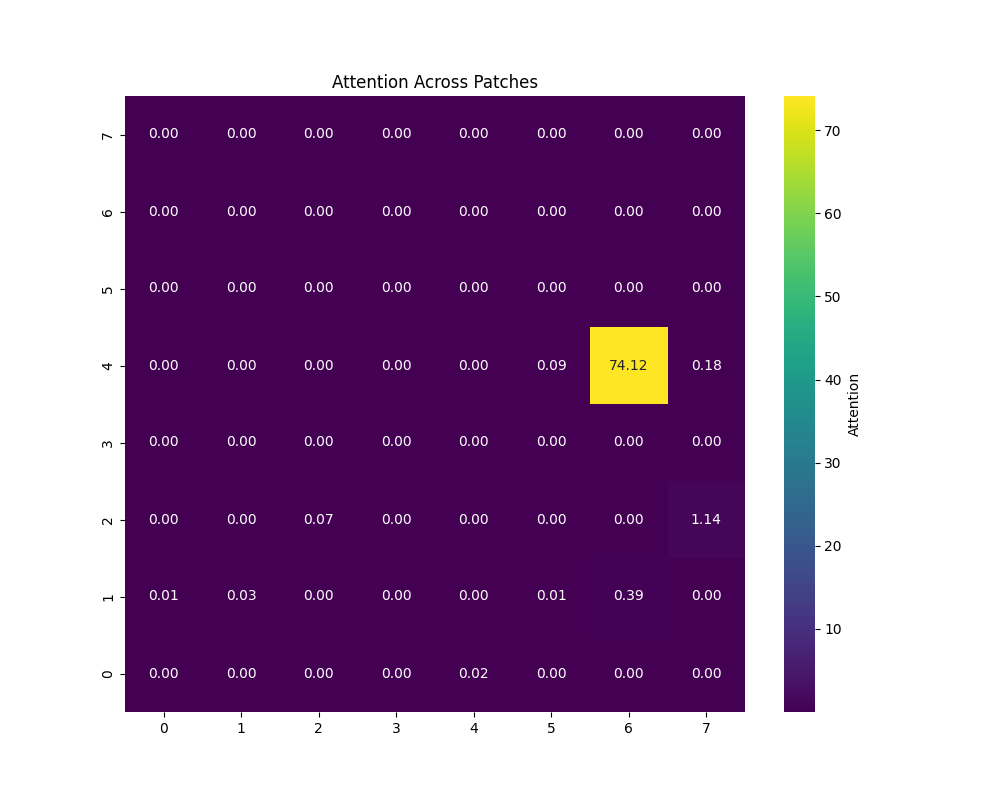 Attention Across Patches
7 0.00 0.00 0.00 0.00 0.00 0.00 0.00 0.00
6 0.00 0.00 0.00 0.00 0.00 0.00 0.00 0.00
5 0.00 0.00 0.00 0.00 0.00 0.00 0.00 0.00
4 0.00 0.00 0.00 0.00 0.00 0.09 74.12 0.18
3 0.00 0.00 0.00 0.00 0.00 0.00 0.00 0.00
2 0.00 0.00 0.07 0.00 0.00 0.00 0.00 1.14
1 0.01 0.03 0.00 0.00 0.00 0.01 0.39 0.00
0 0.00 0.00 0.00 0.00 0.02 0.00 0.00 0.00
0 1 2 3 4 5 6 7
70
60
50
40
30
20
10
Attention